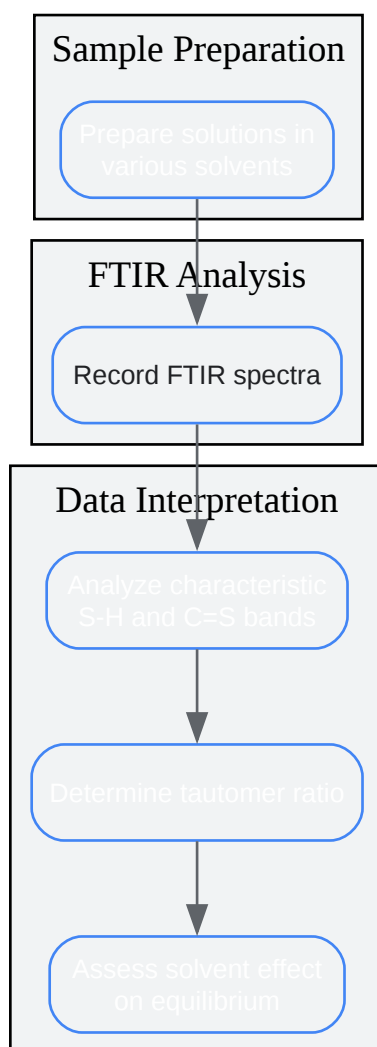 Sample Preparation
Prepare solutions in
various solvents
FTIR Analysis
Record FTIR spectra
Data Interpretation
Analyze characteristic
S-H and C=S bands
Determine tautomer ratio
Assess solvent effect
on equilibrium